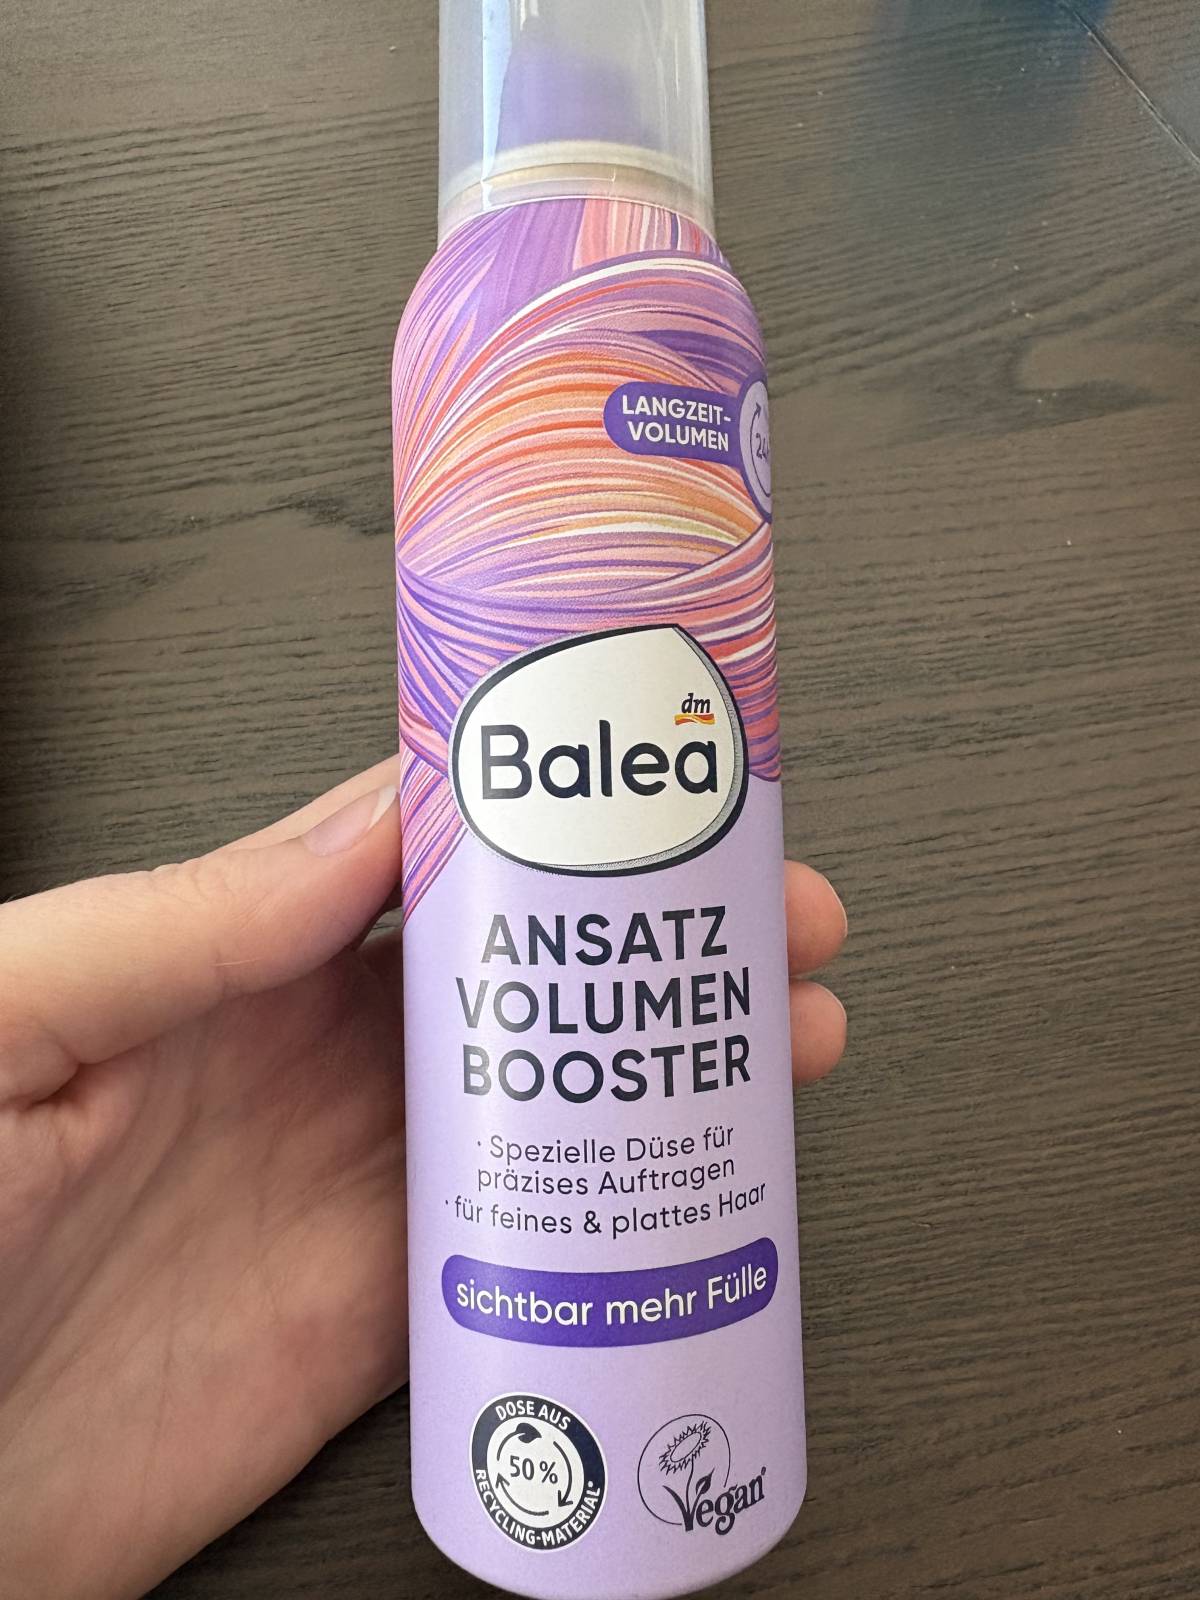 LANGZEIT-
VOLUMEN
dm
Balea
ANSATZ
VOLUMEN
BOOSTER
· Spezielle Düse für
präzises Auftragen
· für feines & plattes Haar
sichtbar mehr Fülle
DOSE AUS
50 %
RECYCLING-MATERIAL*
Vegan